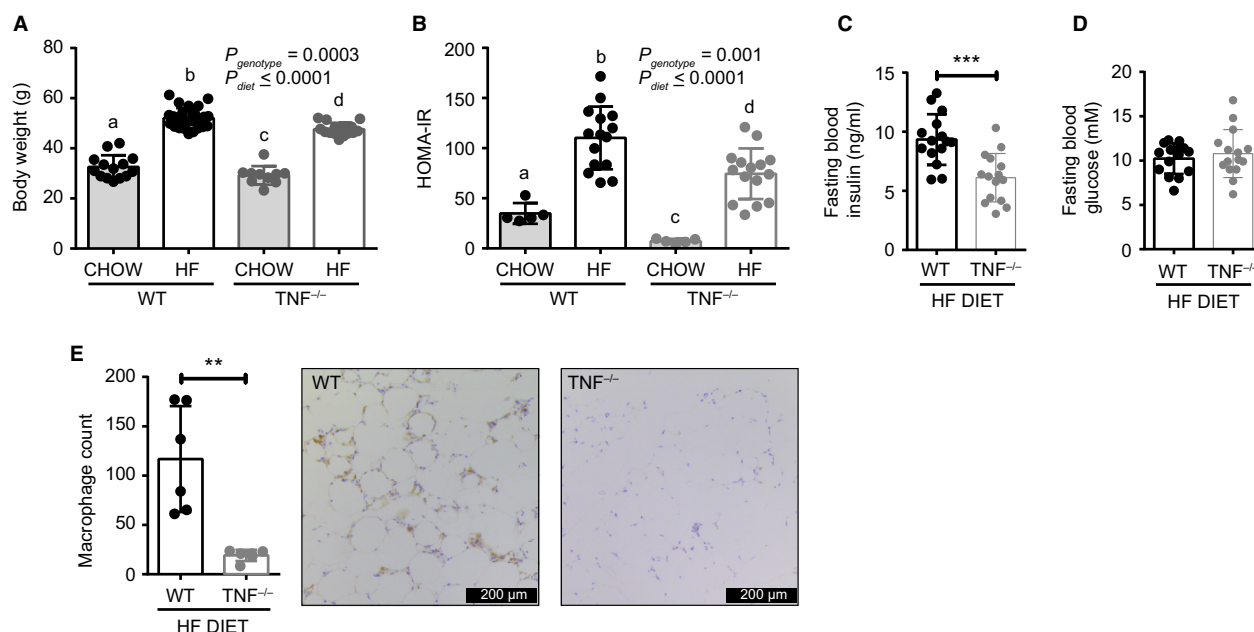 A
Body weight (g)
80
60
40
20
0
a
b
c
d
P genotype = 0.0003
P diet ≤ 0.0001
CHOW HF CHOW HF
WT TNF–/–
B
HOMA-IR
200
150
100
50
0
a
b
c
d
P genotype = 0.001
P diet ≤ 0.0001
CHOW HF CHOW HF
WT TNF–/–
C
Fasting blood
insulin (ng/ml)
15
10
5
0
***
WT TNF–/–
HF DIET
D
Fasting blood
glucose (mM)
20
15
10
5
0
WT TNF–/–
HF DIET
E
Macrophage count
200
150
100
50
0
**
WT TNF–/–
HF DIET
WT
200 μm
TNF–/–
200 μm